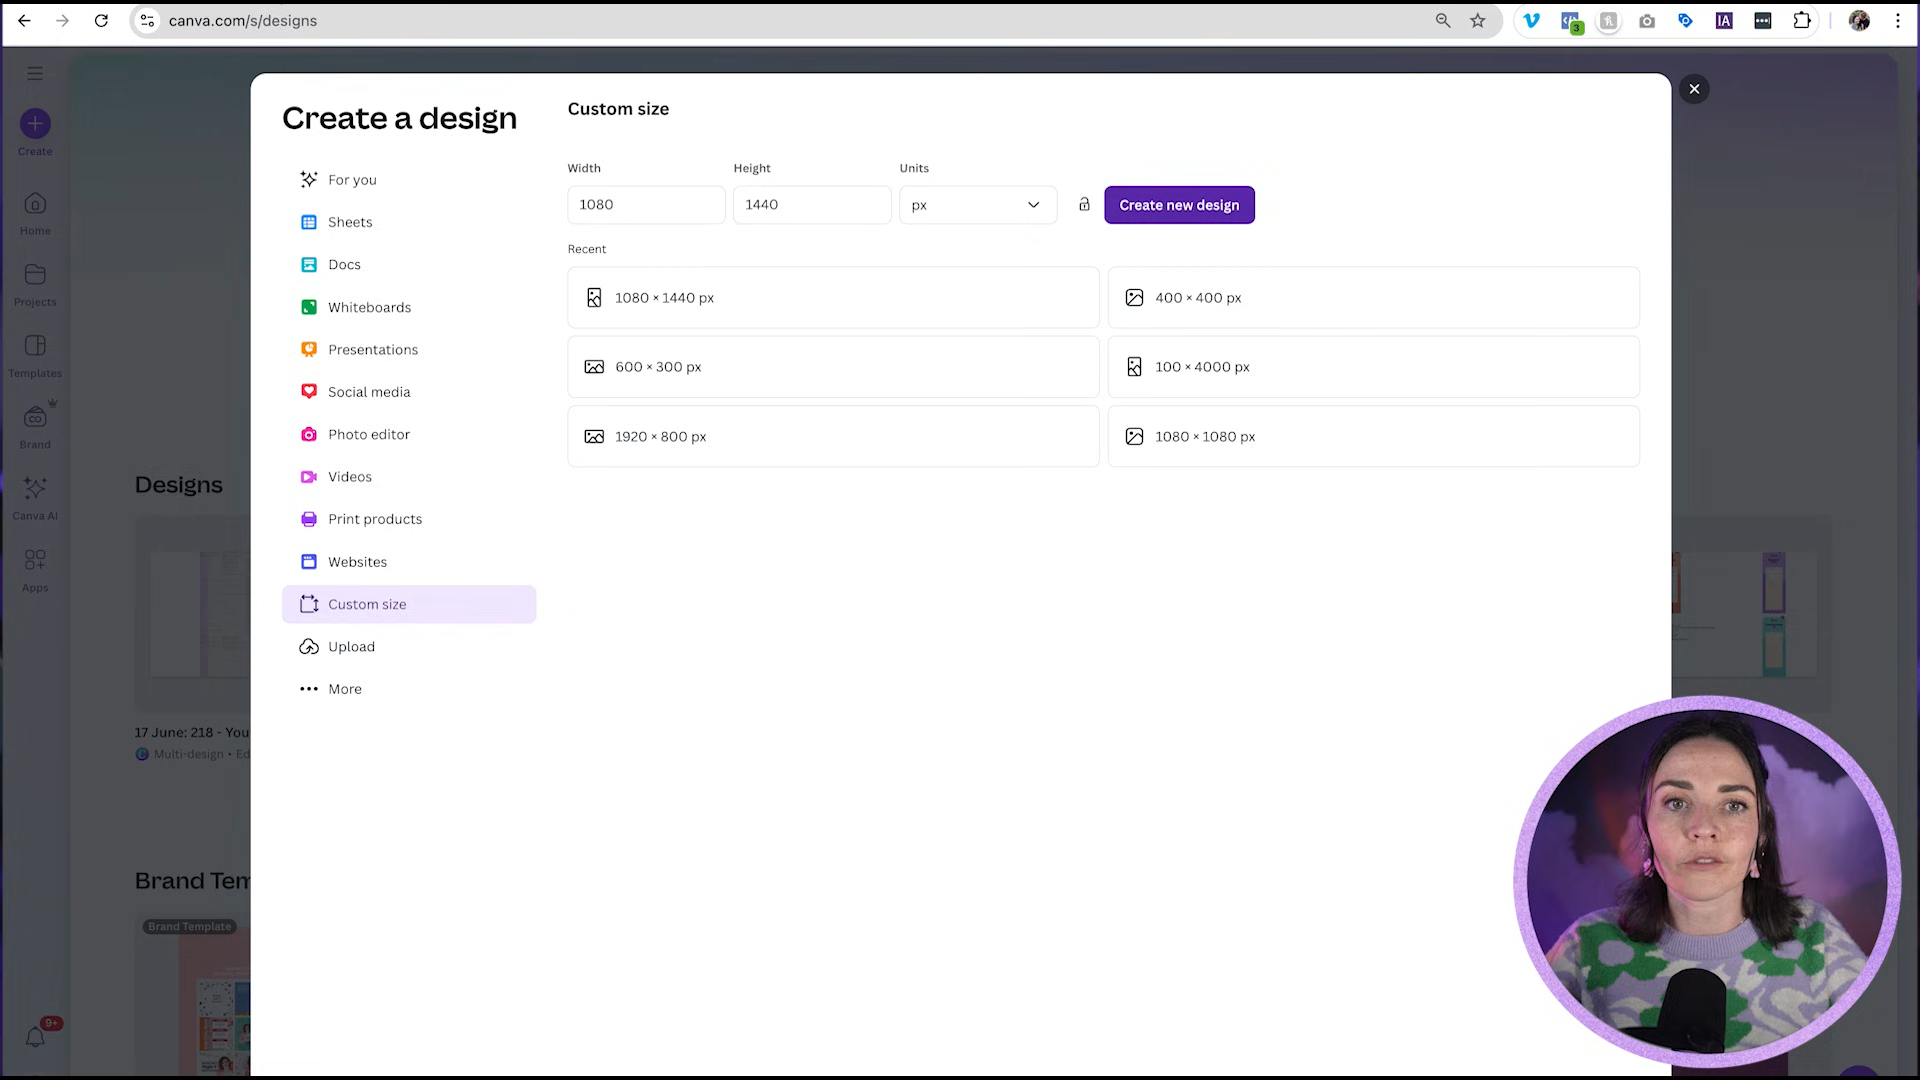 canva.com/s/designs
3
IA
Create
Home
Projects
Templates
Brand
Canva AI
Apps
9+
Designs
17 June: 218 - You
Multi-design • Ed
Brand Tem
Brand Template
Create a design
For you
Sheets
Docs
Whiteboards
Presentations
Social media
Photo editor
Videos
Print products
Websites
Custom size
Upload
More
Custom size
Width
Height
Units
1080
1440
px
Create new design
Recent
1080 × 1440 px
400 × 400 px
600 × 300 px
100 × 4000 px
1920 × 800 px
1080 × 1080 px